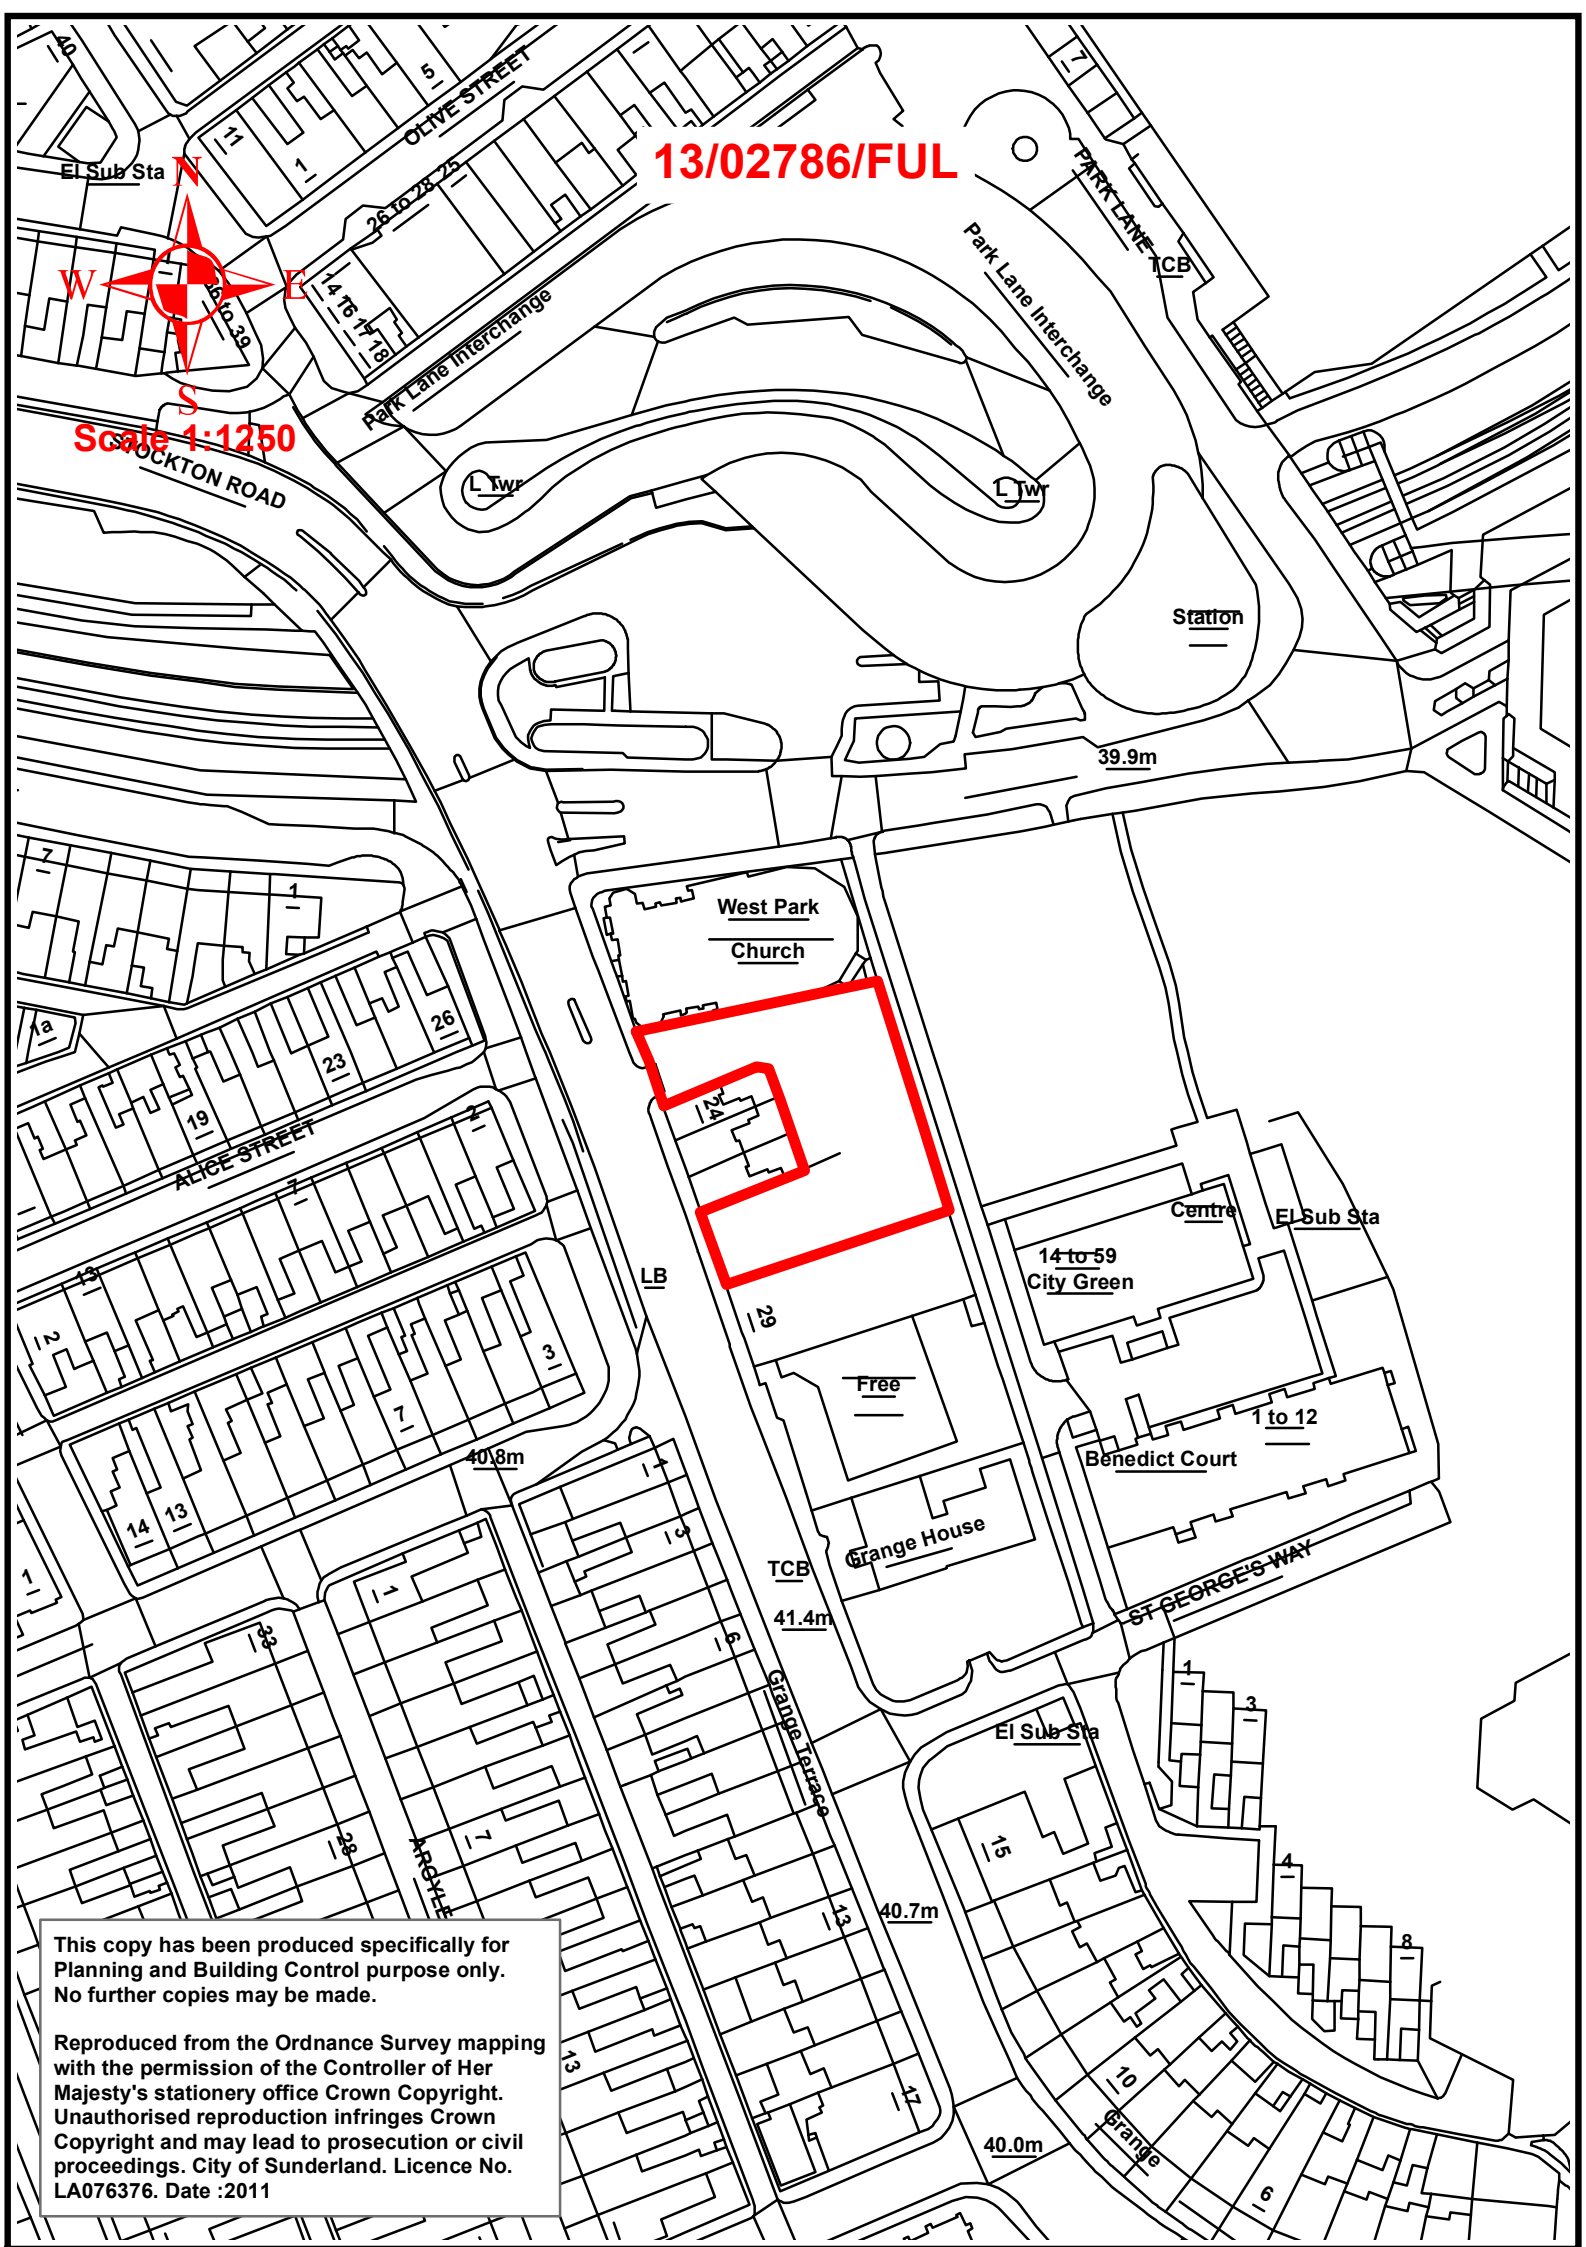 40
5
OLIVE STREET
11
1
El Sub Sta
N
13/02786/FUL
7
PARK LANE
TCB
26 to 28 25
W
E
36 to 39
14 16 17 18
Park Lane Interchange
Park Lane Interchange
S
Scale 1:1250
STOCKTON ROAD
L Twr
L Twr
Station
39.9m
7
1
West Park
Church
1a
26
23
19
24
ALICE STREET
2
7
13
2
Centre
El Sub Sta
14 to 59
City Green
LB
29
3
Free
7
1 to 12
Benedict Court
40.8m
1
14
13
3
Grange House
TCB
1
1
41.4m
ST GEORGE'S WAY
33
6
1
3
Grange Terrace
El Sub Sta
28
7
ARGYLE
15
4
13
40.7m
8
This copy has been produced specifically for
Planning and Building Control purpose only.
No further copies may be made.
Reproduced from the Ordnance Survey mapping
with the permission of the Controller of Her
Majesty's stationery office Crown Copyright.
Unauthorised reproduction infringes Crown
Copyright and may lead to prosecution or civil
proceedings. City of Sunderland. Licence No.
LA076376. Date :2011
13
17
10
Grange
40.0m
6